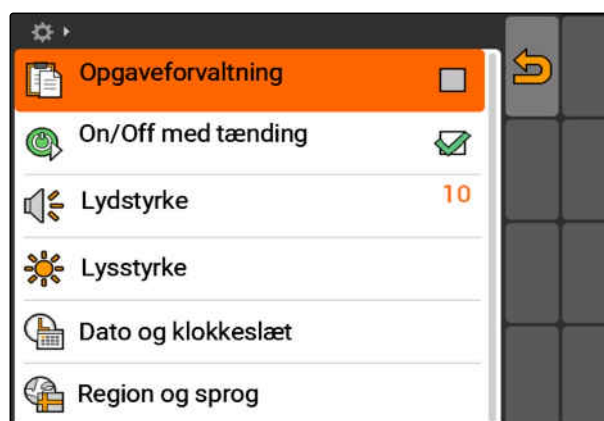 Opgaveforvaltning
On/Off med tænding
Lydstyrke
10
Lysstyrke
Dato og klokkeslæt
Region og sprog